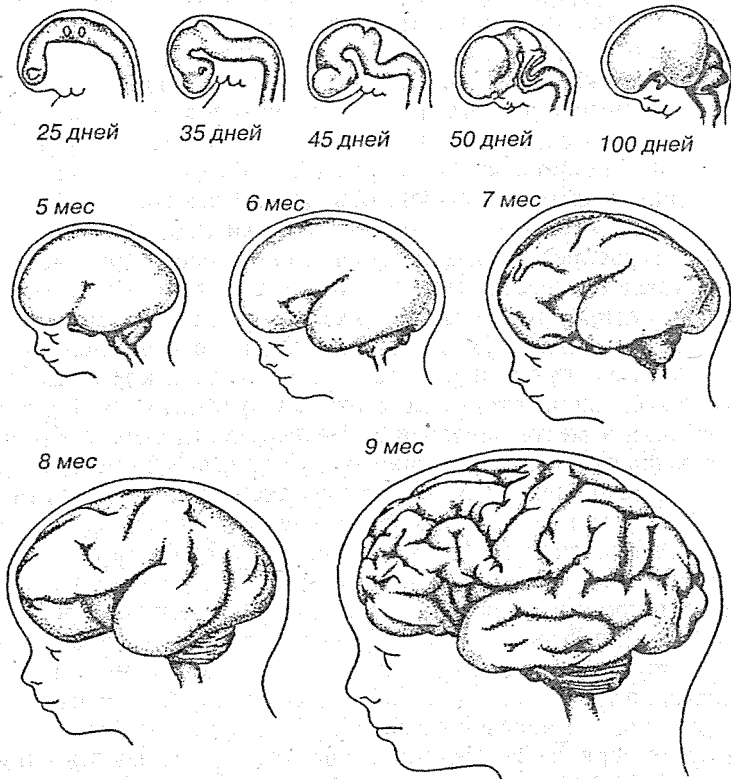 25 дней
35 дней
45 дней
50 дней
100 дней
5 мес
6 мес
7 мес
8 мес
9 мес